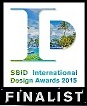 SBID International
Design Awards 2015
FINALIST